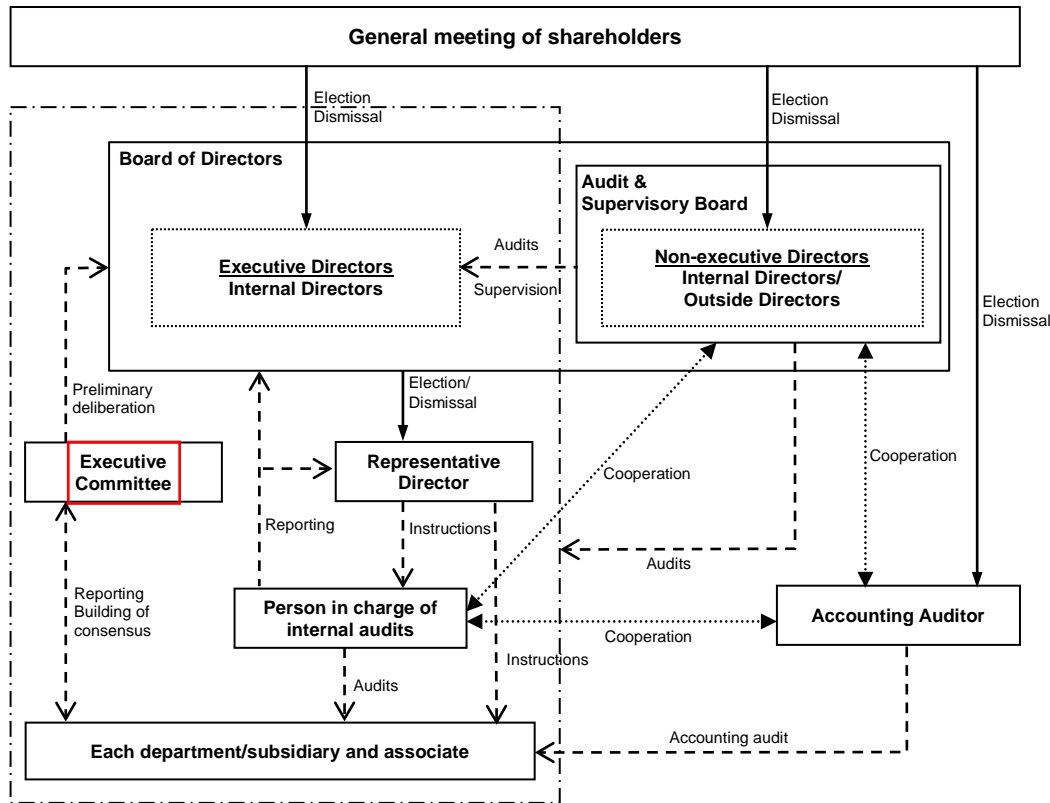 General meeting of shareholders
Election
Dismissal
Election
Dismissal
Board of Directors
Audit &
Supervisory Board
Executive Directors
Internal Directors
Audits
Supervision
Non-executive Directors
Internal Directors/
Outside Directors
Election
Dismissal
Preliminary
deliberation
Election/
Dismissal
Executive
Committee
Representative
Director
Cooperation
Cooperation
Reporting
Instructions
Audits
Reporting
Building of
consensus
Person in charge of
internal audits
Cooperation
Accounting Auditor
Instructions
Audits
Each department/subsidiary and associate
Accounting audit